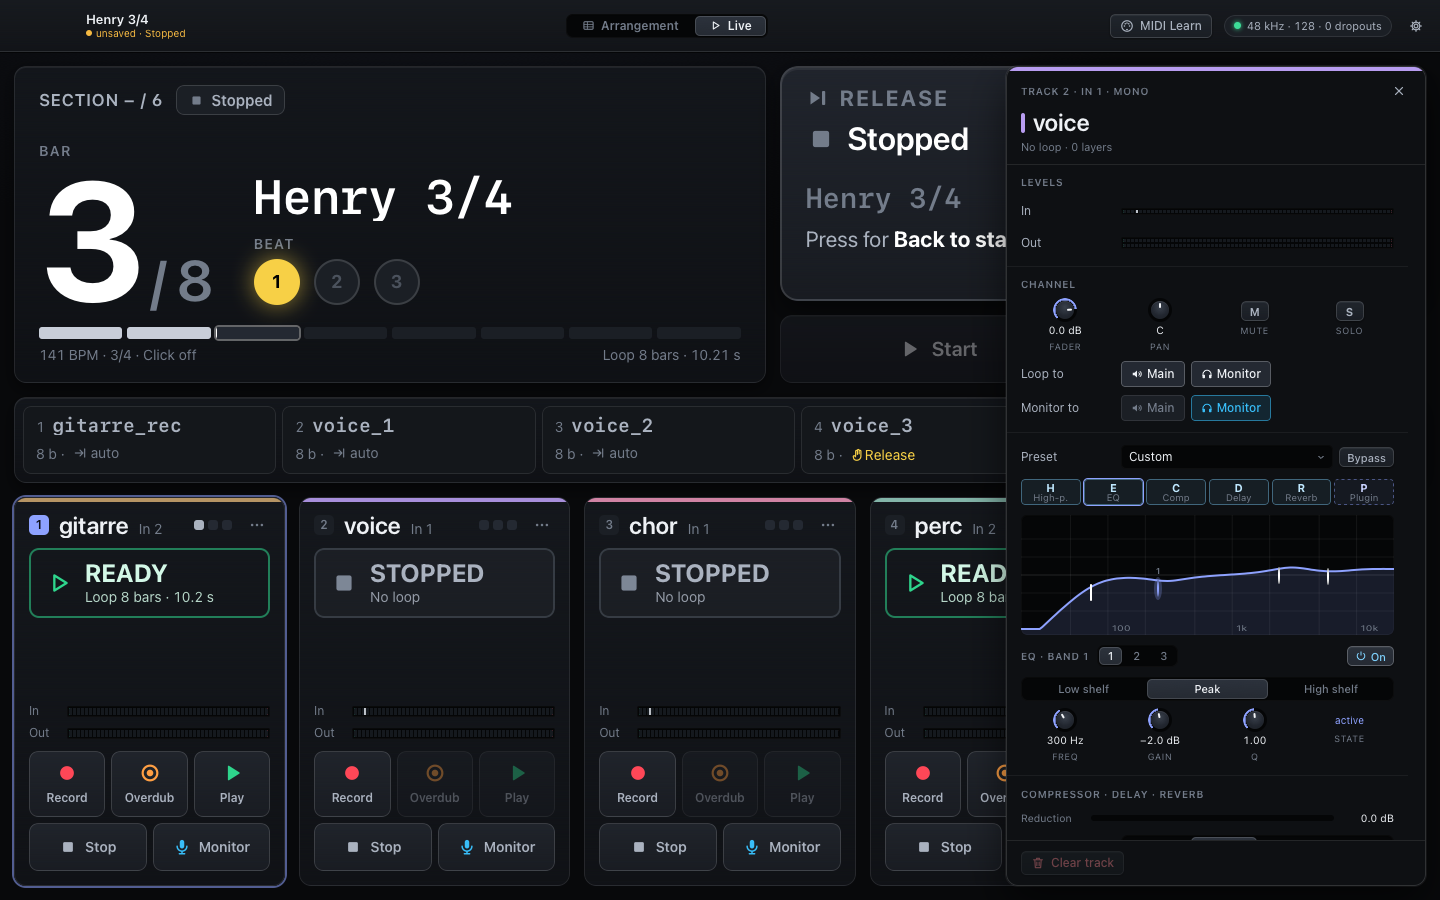 Henry 3/4
unsaved · Stopped
Arrangement
Live
MIDI Learn
48 kHz · 128 · 0 dropouts
SECTION – / 6
Stopped
BAR
3 / 8
Henry 3/4
BEAT
1 2 3
141 BPM · 3/4 · Click off
Loop 8 bars · 10.21 s
RELEASE
Stopped
Henry 3/4
Press for Back to sta
Start
1 gitarre_rec
8 b · auto
2 voice_1
8 b · auto
3 voice_2
8 b · auto
4 voice_3
8 b · Release
1 gitarre In 2
READY
Loop 8 bars · 10.2 s
In
Out
Record
Overdub
Play
Stop
Monitor
2 voice In 1
STOPPED
No loop
In
Out
Record
Overdub
Play
Stop
Monitor
3 chor In 1
STOPPED
No loop
In
Out
Record
Overdub
Play
Stop
Monitor
4 perc In 2
READ
Loop 8 ba
In
Out
Record
Over
Stop
TRACK 2 · IN 1 · MONO
voice
No loop · 0 layers
LEVELS
In
Out
CHANNEL
0.0 dB
FADER
C
PAN
M
MUTE
S
SOLO
Loop to
Main
Monitor
Monitor to
Main
Monitor
Preset
Custom
Bypass
H
High-p.
E
EQ
C
Comp
D
Delay
R
Reverb
P
Plugin
1
100
1k
10k
EQ · BAND 1
1 2 3
On
Low shelf
Peak
High shelf
300 Hz
FREQ
−2.0 dB
GAIN
1.00
Q
active
STATE
COMPRESSOR · DELAY · REVERB
Reduction
0.0 dB
Clear track